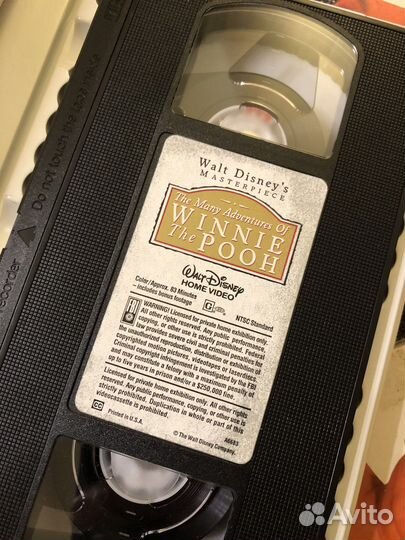 Do not touch the tape inside
Walt Disney's
MASTERPIECE
The Many Adventures Of
WINNIE
The POOH
WALT DISNEY
HOME VIDEO
Color/Approx. 83 Minutes
– includes bonus footage
G
NTSC Standard
WARNING! Licensed for private home exhibition only.
All other rights reserved. Any public performance,
copying, or other use is strictly prohibited. Federal
law provides severe civil and criminal penalties for
the unauthorized reproduction, distribution or exhibition of
copyrighted motion pictures, videotapes or laserdiscs.
Criminal copyright infringement is investigated by the FBI
and may constitute a felony with a maximum penalty of
up to five years in prison and/or a $250,000 fine.
Licensed for private home exhibition only. All other rights
reserved. Any public performance, copying, or other use is
strictly prohibited. Duplication in whole or part of this
videocassette is prohibited.
CC
Printed in U.S.A.
A6683
© The Walt Disney Company.
Avito